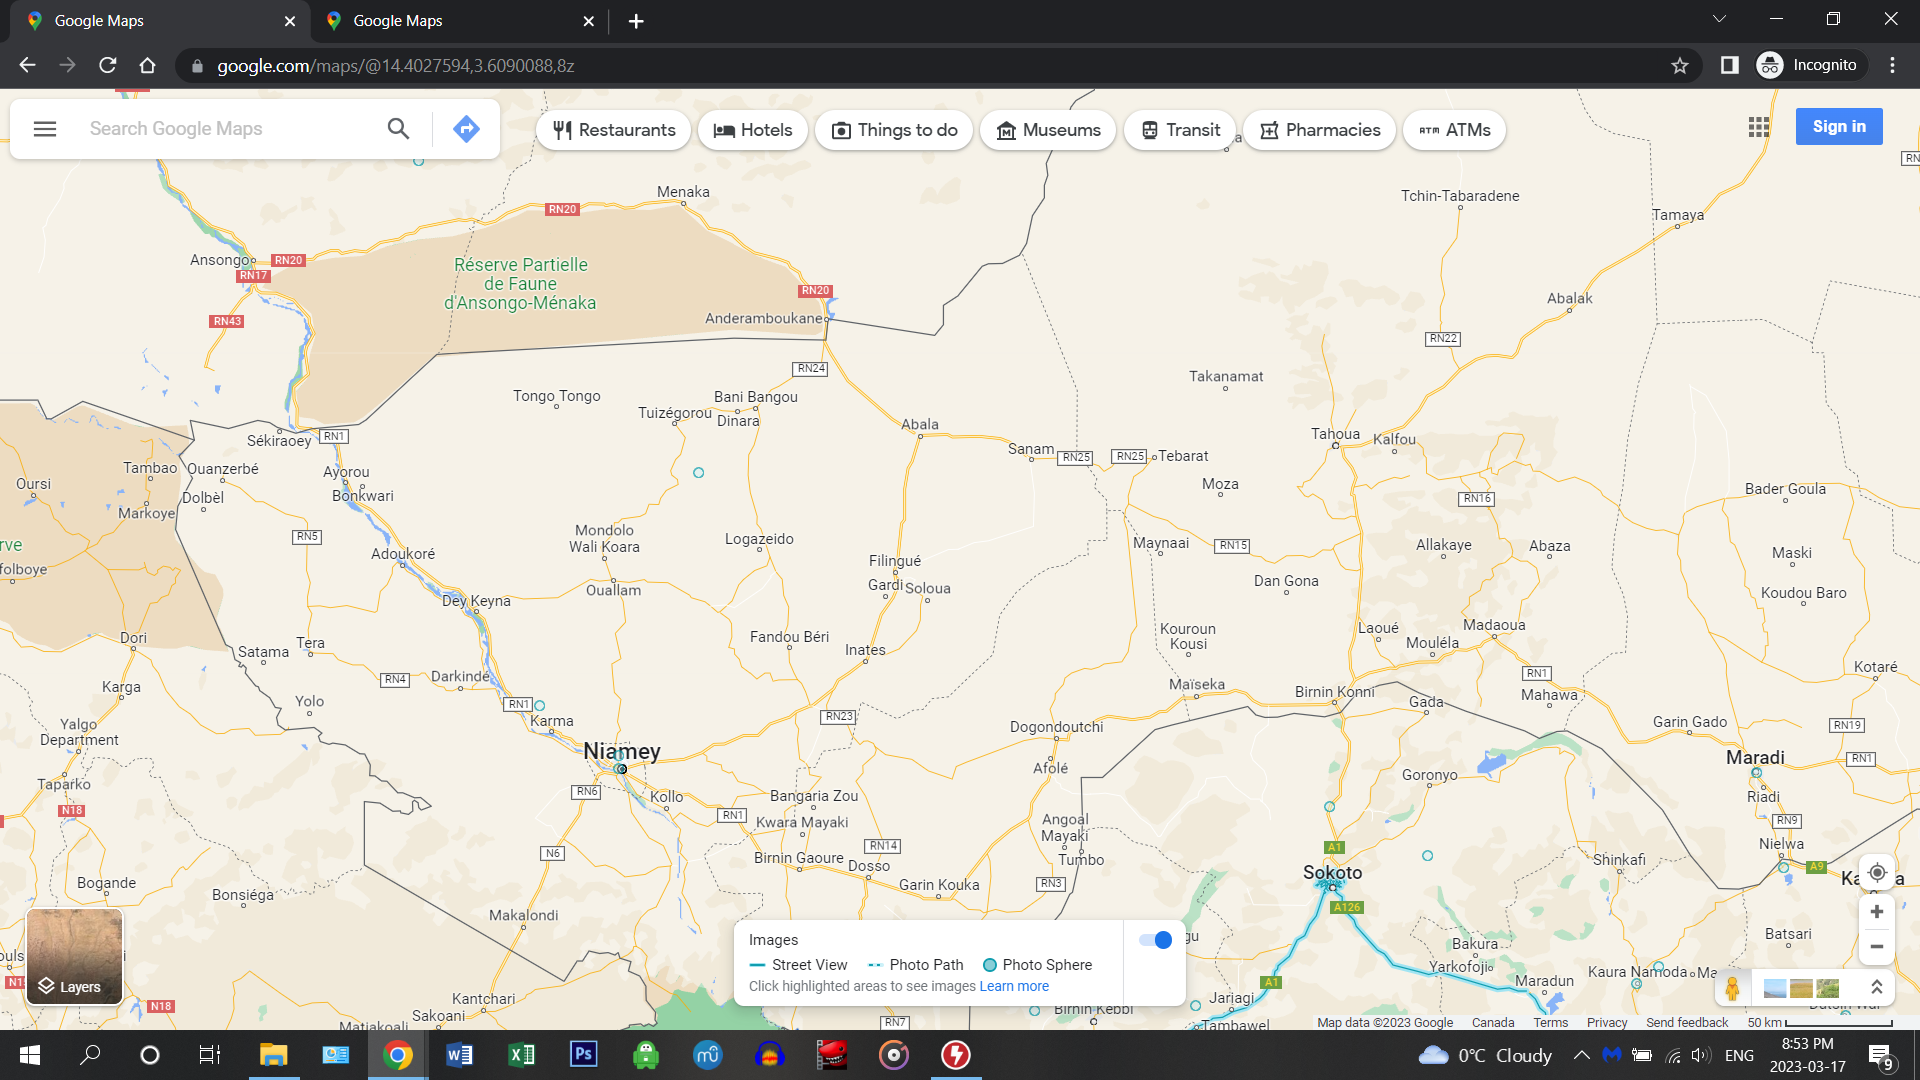 Google Maps
Google Maps
google.com/maps/@14.4027594,3.6090088,8z
Incognito
Search Google Maps
Restaurants
Hotels
Things to do
Museums
Transit
Pharmacies
ATM ATMs
Sign in
RN
Menaka
Tchin-Tabaradene
RN20
Tamaya
Ansongo
RN20
RN17
Réserve Partielle
de Faune
d'Ansongo-Ménaka
RN20
Abalak
RN43
Anderamboukane
RN22
RN24
Takanamat
Tongo Tongo
Bani Bangou
Tuizégorou
Dinara
Abala
Sékiraoey
RN1
Tahoua
Kalfou
Sanam
RN25
RN25
Tebarat
Tambao
Ouanzerbé
Ayorou
Oursi
Dolbèl
Bonkwari
Moza
RN16
Bader Goula
Markoye
RN5
Mondolo
Wali Koara
Logazeido
Maynaai
RN15
Allakaye
Abaza
rve
Adoukoré
Filingué
Maski
folboye
Gardi
Soloua
Dan Gona
Ouallam
Koudou Baro
Dey Keyna
Dori
Tera
Satama
Fandou Béri
Inates
Kouroun
Kousi
Laoué
Madaoua
Mouléla
Kotaré
Karga
RN4
Darkindé
Maïseka
RN1
Birnin Konni
Mahawa
Yolo
RN1
Gada
Yalgo
Department
Karma
RN23
Dogondoutchi
Garin Gado
RN19
Niamey
Maradi
RN1
Taparko
Afolé
Goronyo
RN6
Kollo
Bangaria Zou
Riadi
N18
RN1
Kwara Mayaki
Angoal
Mayaki
RN9
N6
RN14
A1
Nielwa
Birnin Gaoure
Dosso
Tumbo
Shinkafi
A9
Bogande
Bonsiéga
Garin Kouka
RN3
Sokoto
A126
Makalondi
Images
Street View
Photo Path
Photo Sphere
Click highlighted areas to see images Learn more
gu
Batsari
Bakura
Yarkofoji
Kaura Namoda
Ma
Maradun
A1
Layers
N18
Kantchari
Sakoani
Matiakoali
RN7
Jariagi
Birnin-Kebbi
Tambawel
Map data ©2023 Google
Canada
Terms
Privacy
Send feedback
50 km
0°C Cloudy
ENG
8:53 PM
2023-03-17
9